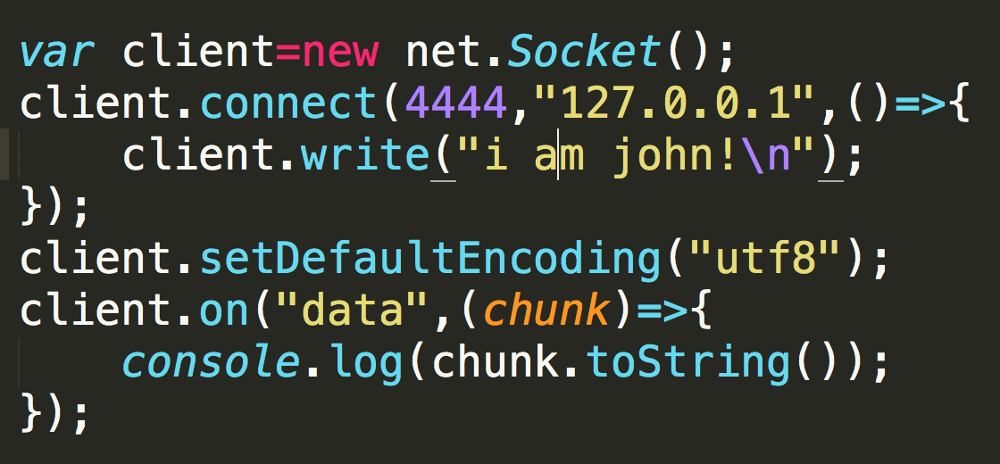 var client=new net.Socket();
client.connect(4444,"127.0.0.1",()=>{
    client.write("i am john!\n");
});
client.setDefaultEncoding("utf8");
client.on("data",(chunk)=>{
    console.log(chunk.toString());
});